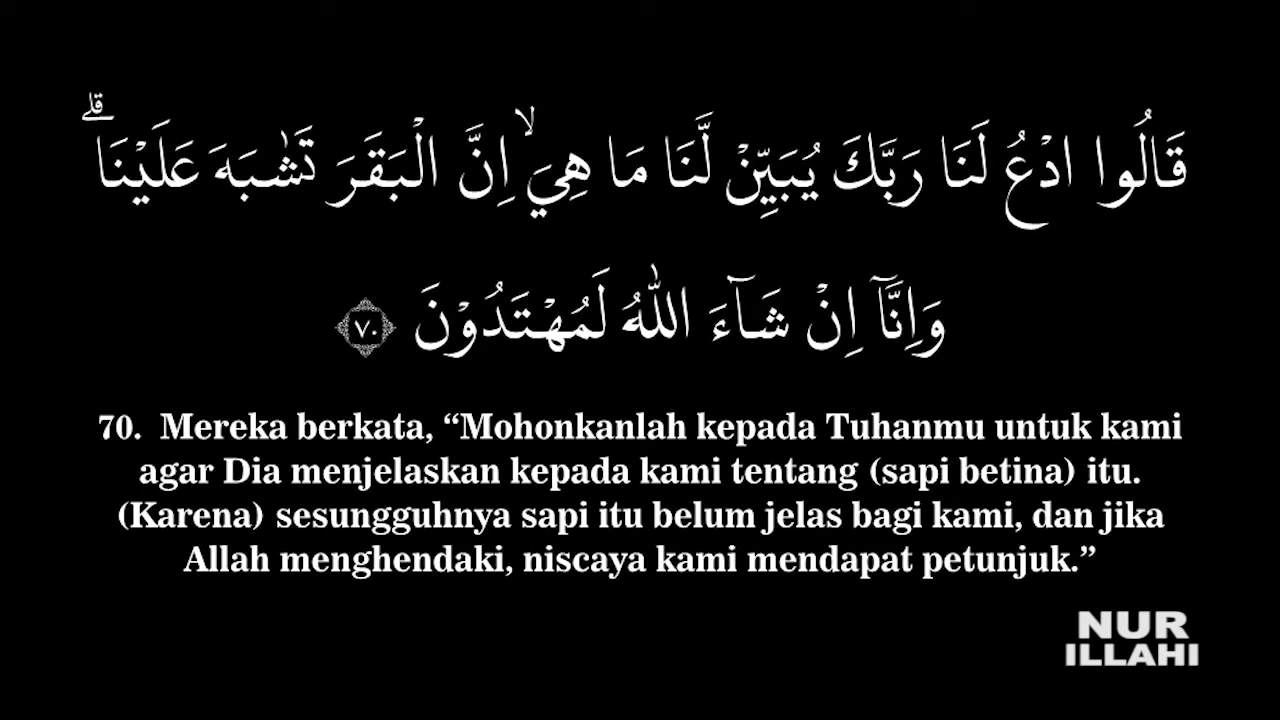 قَالُوا ادْعُ لَنَا رَبَّكَ يُبَيِّنْ لَّنَا مَا هِيَۙ اِنَّ الْبَقَرَ تَشٰبَهَ عَلَيْنَاۗ
وَاِنَّآ اِنْ شَاۤءَ اللّٰهُ لَمُهْتَدُوْنَ ٧٠
70. Mereka berkata, “Mohonkanlah kepada Tuhanmu untuk kami
agar Dia menjelaskan kepada kami tentang (sapi betina) itu.
(Karena) sesungguhnya sapi itu belum jelas bagi kami, dan jika
Allah menghendaki, niscaya kami mendapat petunjuk.”
NUR
ILLAHI